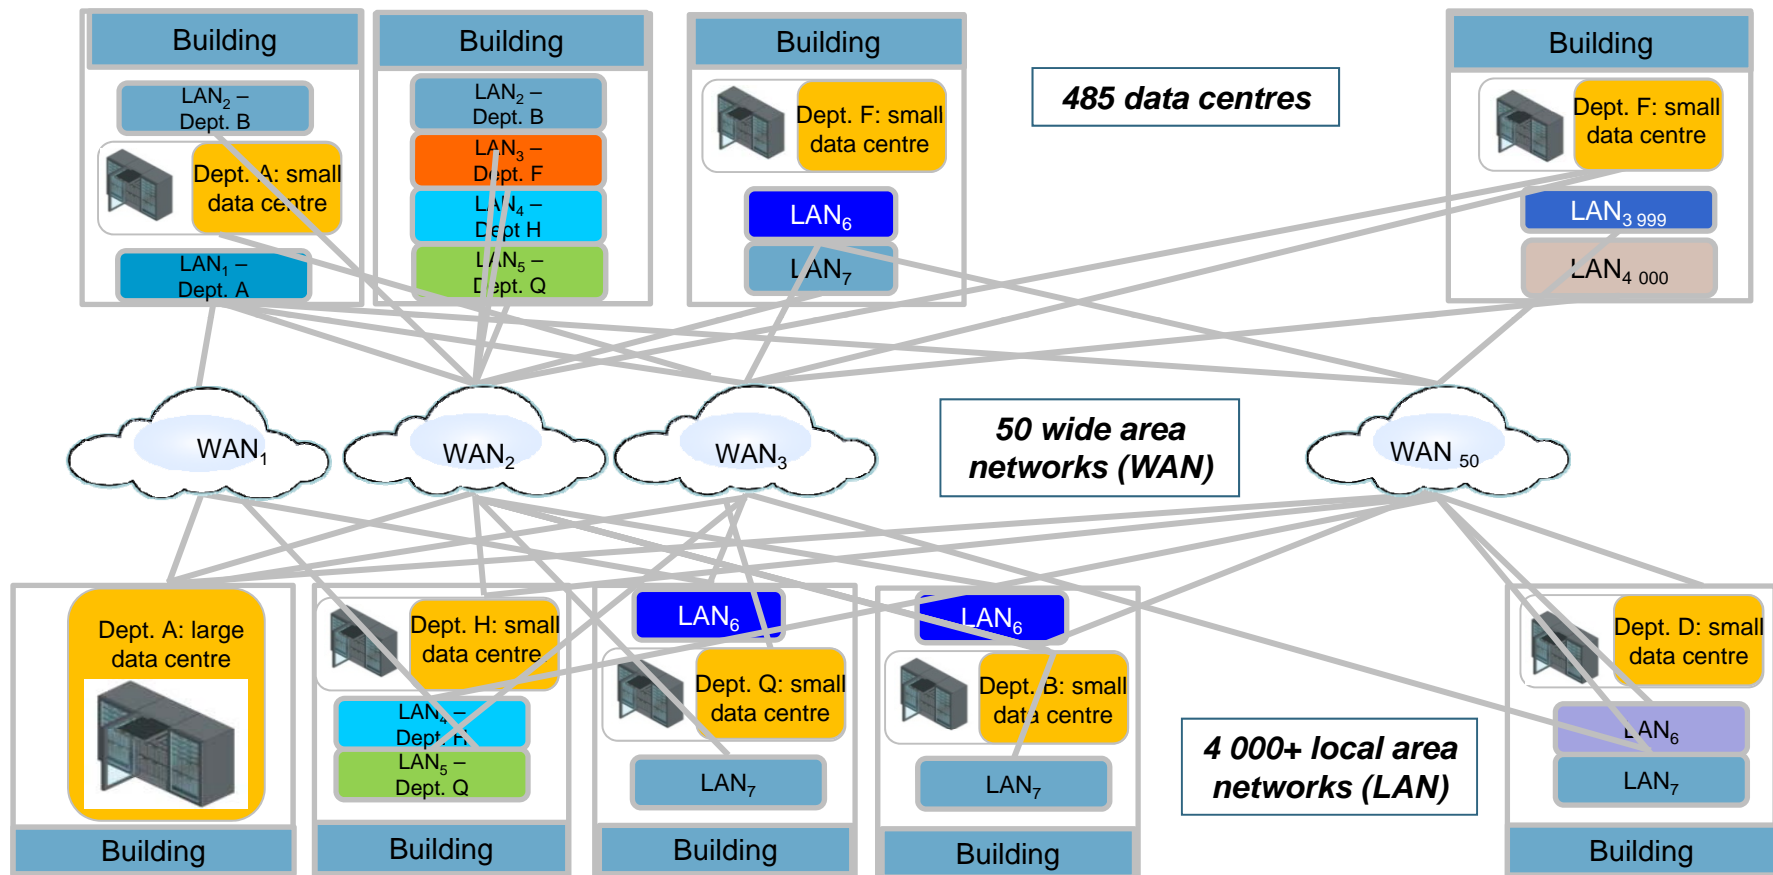 Building
LAN2 –
Dept. B
Dept. A: small
data centre
LAN1 –
Dept. A
Building
LAN2 –
Dept. B
LAN3 –
Dept. F
LAN4 –
Dept H
LAN5 –
Dept. Q
Building
Dept. F: small
data centre
LAN6
LAN7
485 data centres
Building
Dept. F: small
data centre
LAN3 999
LAN4 000
WAN1
WAN2
WAN3
50 wide area
networks (WAN)
WAN 50
Dept. A: large
data centre
Building
Dept. H: small
data centre
LAN4 –
Dept. H
LAN5 –
Dept. Q
Building
LAN6
Dept. Q: small
data centre
LAN7
Building
LAN6
Dept. B: small
data centre
LAN7
Building
4 000+ local area
networks (LAN)
Dept. D: small
data centre
LAN6
LAN7
Building